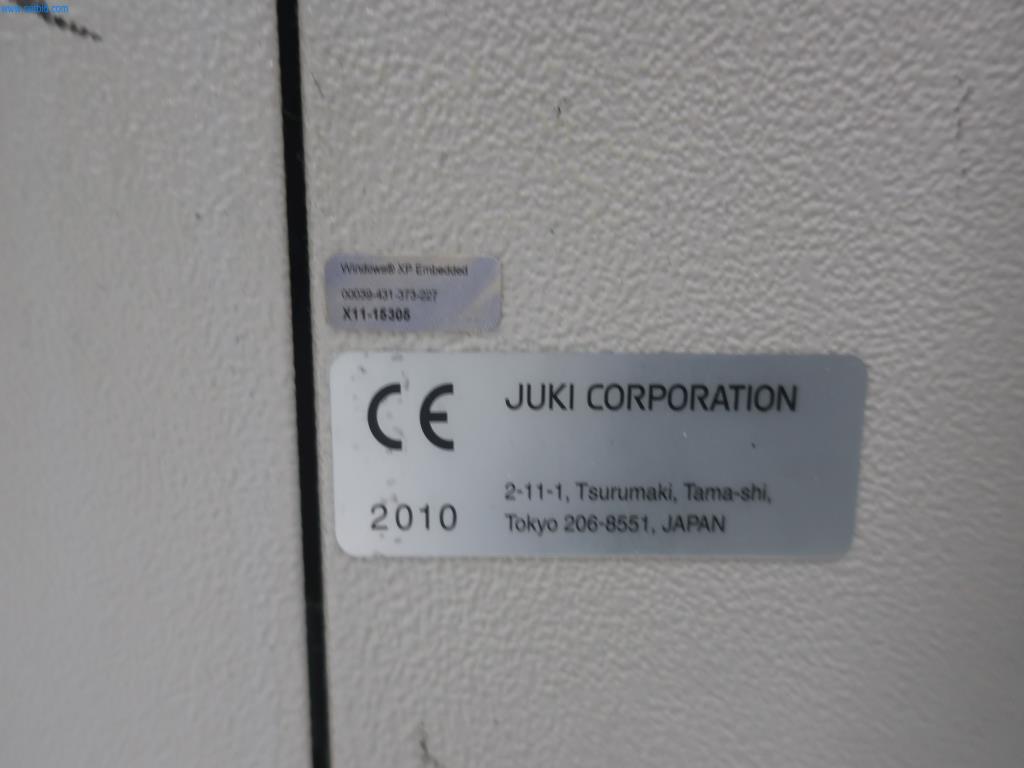 Windows® XP Embedded
00039-431-373-227
X11-15305
CE
JUKI CORPORATION
2010
2-11-1, Tsurumaki, Tama-shi,
Tokyo 206-8551, JAPAN